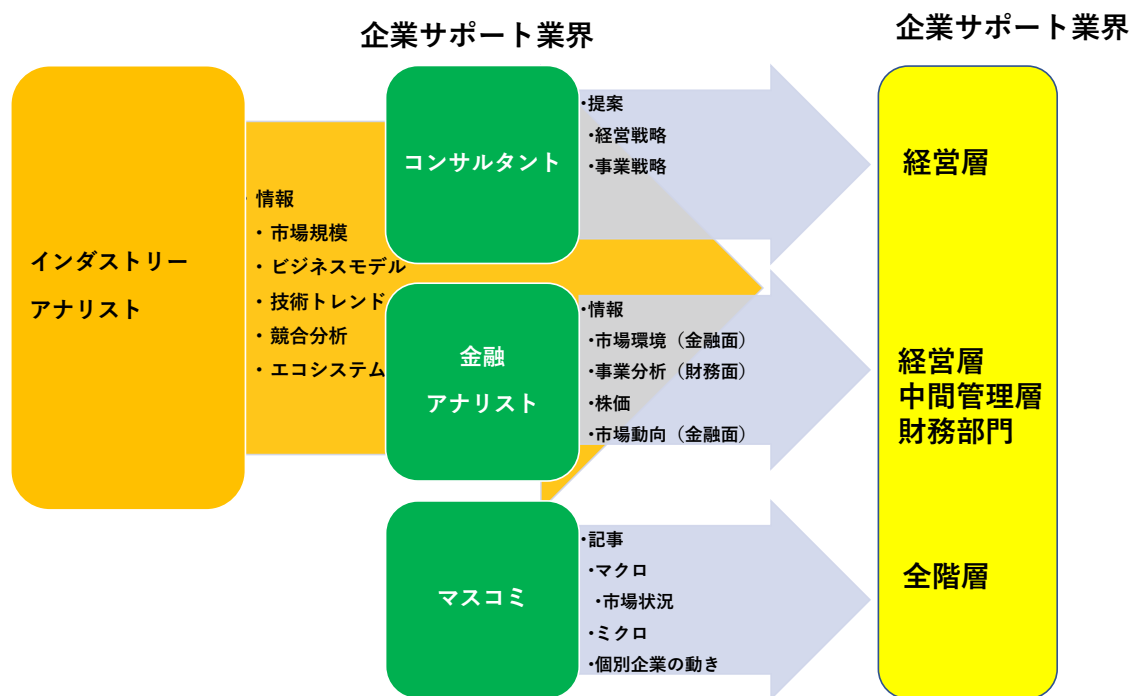 企業サポート業界
企業サポート業界
インダストリー
アナリスト
・ 情報
・ 市場規模
・ ビジネスモデル
・ 技術トレンド
・ 競合分析
・ エコシステム
コンサルタント
・提案
・経営戦略
・事業戦略
経営層
金融
アナリスト
・情報
・市場環境（金融面）
・事業分析（財務面）
・株価
・市場動向（金融面）
経営層
中間管理層
財務部門
マスコミ
・記事
・マクロ
・市場状況
・ミクロ
・個別企業の動き
全階層